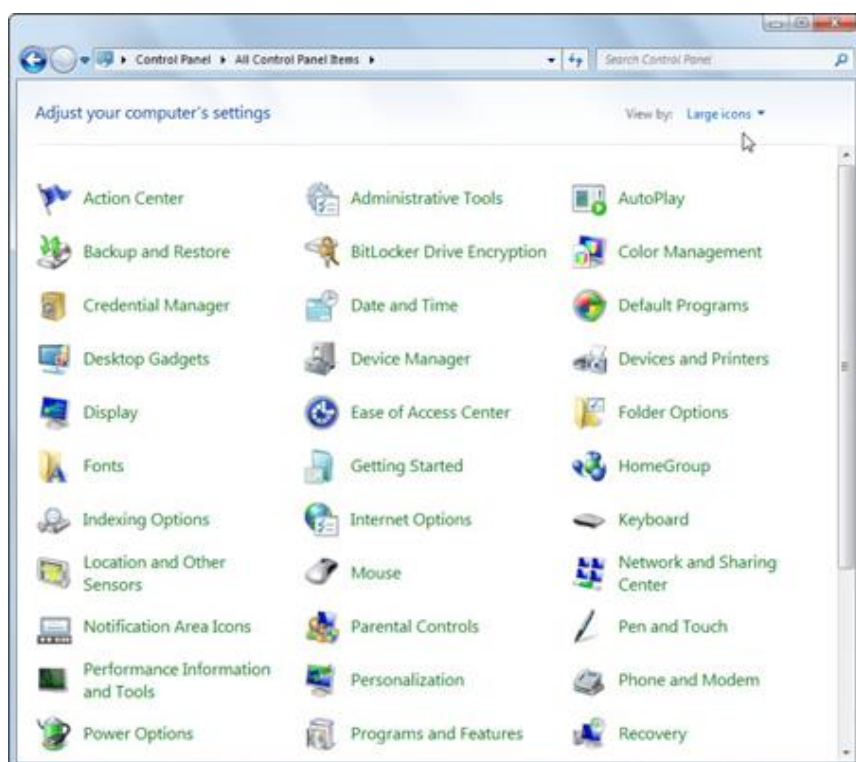 Control Panel All Control Panel Items Search Control Panel
Adjust your computer's settings View by: Large icons
Action Center Administrative Tools AutoPlay
Backup and Restore BitLocker Drive Encryption Color Management
Credential Manager Date and Time Default Programs
Desktop Gadgets Device Manager Devices and Printers
Display Ease of Access Center Folder Options
Fonts Getting Started HomeGroup
Indexing Options Internet Options Keyboard
Location and Other
Sensors
Mouse
Network and Sharing
Center
Notification Area Icons Parental Controls Pen and Touch
Performance Information
and Tools
Personalization Phone and Modem
Power Options Programs and Features Recovery